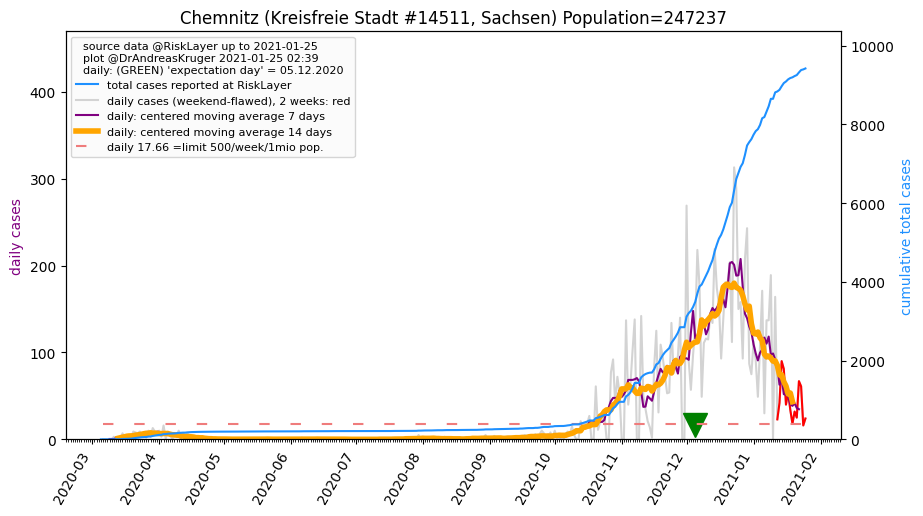 Chemnitz (Kreisfreie Stadt #14511, Sachsen) Population=247237
source data @RiskLayer up to 2021-01-25
plot @DrAndreasKruger 2021-01-25 02:39
daily: (GREEN) 'expectation day' = 05.12.2020
total cases reported at RiskLayer
daily cases (weekend-flawed), 2 weeks: red
daily: centered moving average 7 days
daily: centered moving average 14 days
daily 17.66 =limit 500/week/1mio pop.
daily cases
400
300
200
100
0
cumulative total cases
10000
8000
6000
4000
2000
0
2020-03
2020-04
2020-05
2020-06
2020-07
2020-08
2020-09
2020-10
2020-11
2020-12
2021-01
2021-02